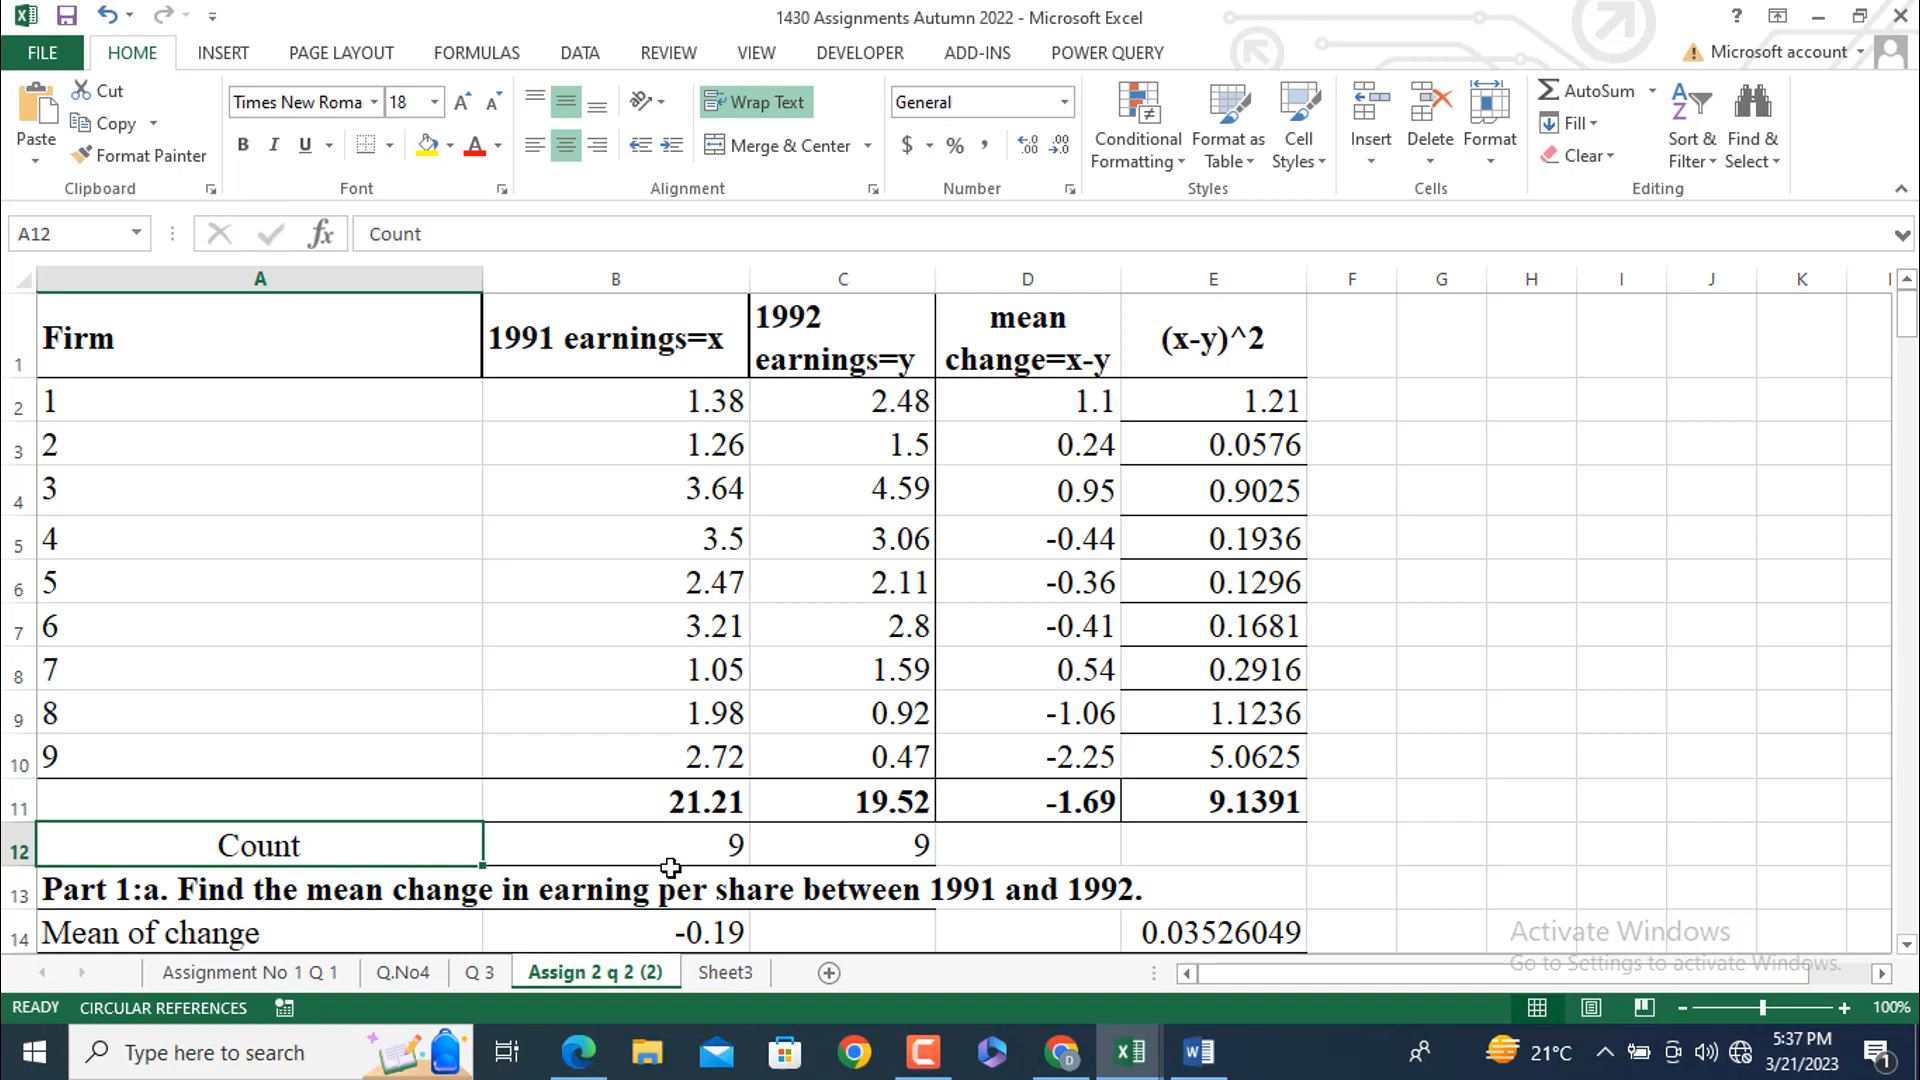 1430 Assignments Autumn 2022 - Microsoft Excel
FILE HOME INSERT PAGE LAYOUT FORMULAS DATA REVIEW VIEW DEVELOPER ADD-INS POWER QUERY Microsoft account
Paste Cut Copy Format Painter Clipboard
Times New Roma 18 B I U A Font
Wrap Text Merge & Center Alignment
General $ % , Number
Conditional Formatting Format as Table Cell Styles Styles
Insert Delete Format Cells
AutoSum Fill Clear Sort & Filter Find & Select Editing
A12 fx Count
A B C D E F G H I J K
1 Firm 1991 earnings=x 1992 earnings=y mean change=x-y (x-y)^2
2 1 1.38 2.48 1.1 1.21
3 2 1.26 1.5 0.24 0.0576
4 3 3.64 4.59 0.95 0.9025
5 4 3.5 3.06 -0.44 0.1936
6 5 2.47 2.11 -0.36 0.1296
7 6 3.21 2.8 -0.41 0.1681
8 7 1.05 1.59 0.54 0.2916
9 8 1.98 0.92 -1.06 1.1236
10 9 2.72 0.47 -2.25 5.0625
11 21.21 19.52 -1.69 9.1391
12 Count 9 9
13 Part 1:a. Find the mean change in earning per share between 1991 and 1992.
14 Mean of change -0.19 0.03526049
Activate Windows
Go to Settings to activate Windows.
Assignment No 1 Q 1 Q.No4 Q 3 Assign 2 q 2 (2) Sheet3
READY CIRCULAR REFERENCES 100%
Type here to search 21°C 5:37 PM
3/21/2023 1